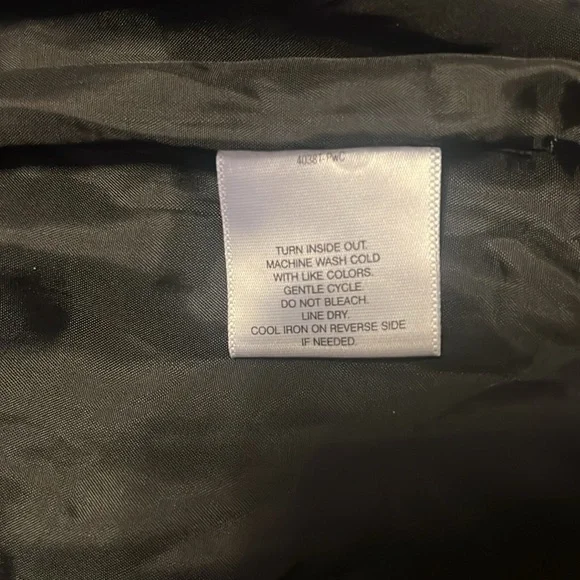 40381-PWC
TURN INSIDE OUT.
MACHINE WASH COLD
WITH LIKE COLORS.
GENTLE CYCLE.
DO NOT BLEACH.
LINE DRY.
COOL IRON ON REVERSE SIDE
IF NEEDED.